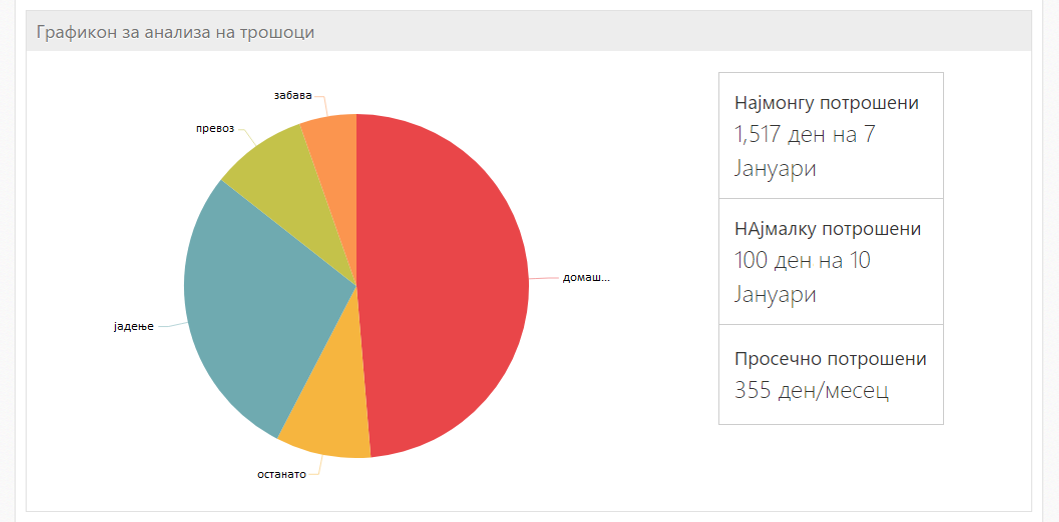 Графикон за анализа на трошоци
забава
превоз
домаш...
јадење
останато
Најмонгу потрошени
1,517 ден на 7
Јануари
НАјмалку потрошени
100 ден на 10
Јануари
Просечно потрошени
355 ден/месец